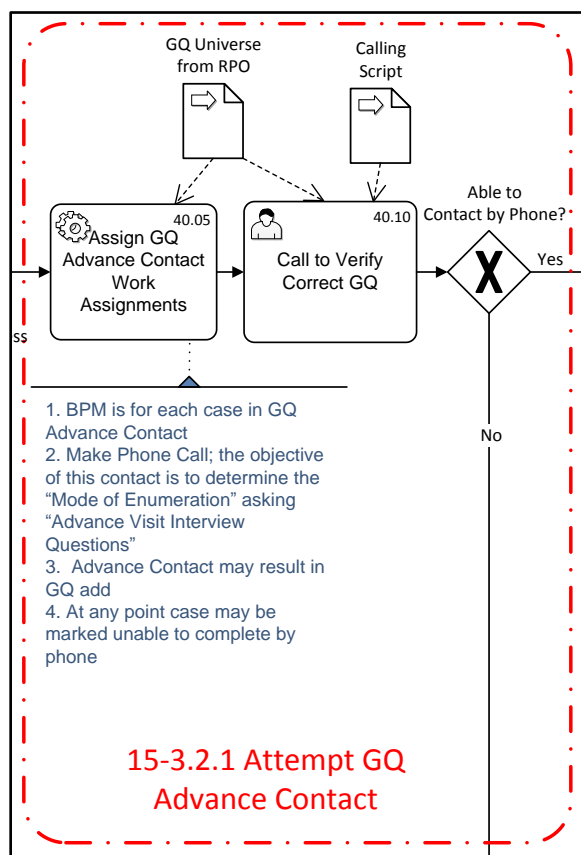 GQ Universe
from RPO
Calling
Script
Able to
Contact by Phone?
40.05
Assign GQ
Advance Contact
Work
Assignments
40.10
Call to Verify
Correct GQ
X
Yes
ss
No
1. BPM is for each case in GQ
Advance Contact
2. Make Phone Call; the objective
of this contact is to determine the
“Mode of Enumeration” asking
“Advance Visit Interview
Questions”
3.  Advance Contact may result in
GQ add
4. At any point case may be
marked unable to complete by
phone
15-3.2.1 Attempt GQ
Advance Contact